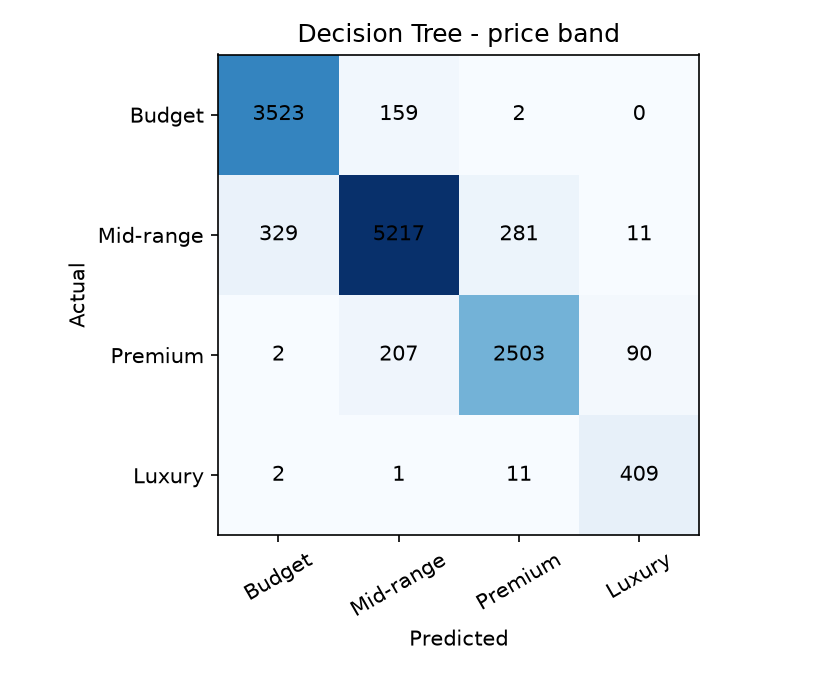 Decision Tree - price band
Actual
Budget 3523 159 2 0
Mid-range 329 5217 281 11
Premium 2 207 2503 90
Luxury 2 1 11 409
Budget Mid-range Premium Luxury
Predicted